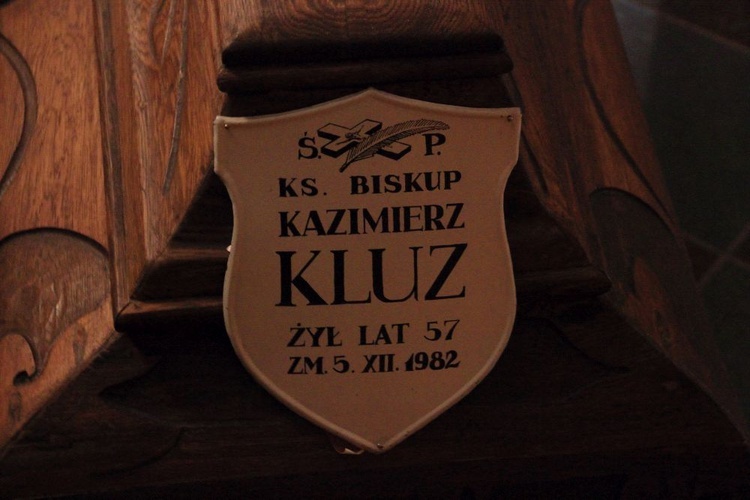 Ś. P.
KS. BISKUP
KAZIMIERZ
KLUZ
ŻYŁ LAT 57
ZM. 5. XII. 1982